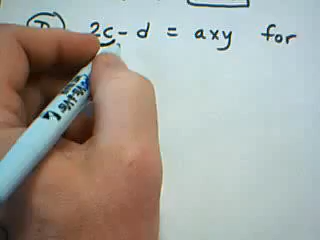 2c - d = axy for